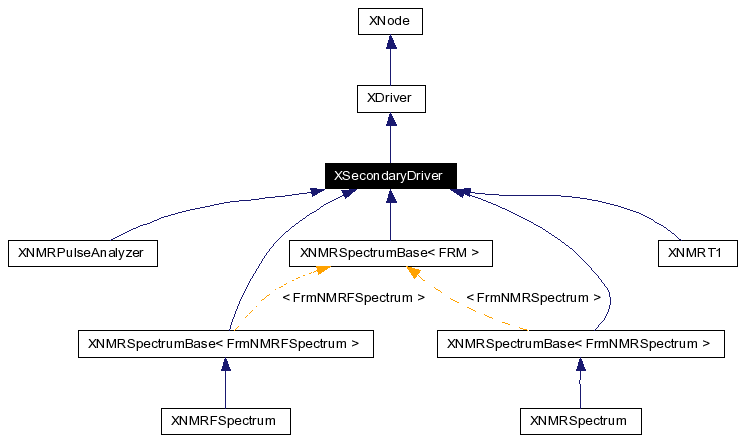 XNode
XDriver
XSecondaryDriver
XNMRPulseAnalyzer
XNMRSpectrumBase< FRM >
XNMRT1
< FrmNMRFSpectrum >
< FrmNMRSpectrum >
XNMRSpectrumBase< FrmNMRFSpectrum >
XNMRSpectrumBase< FrmNMRSpectrum >
XNMRFSpectrum
XNMRSpectrum